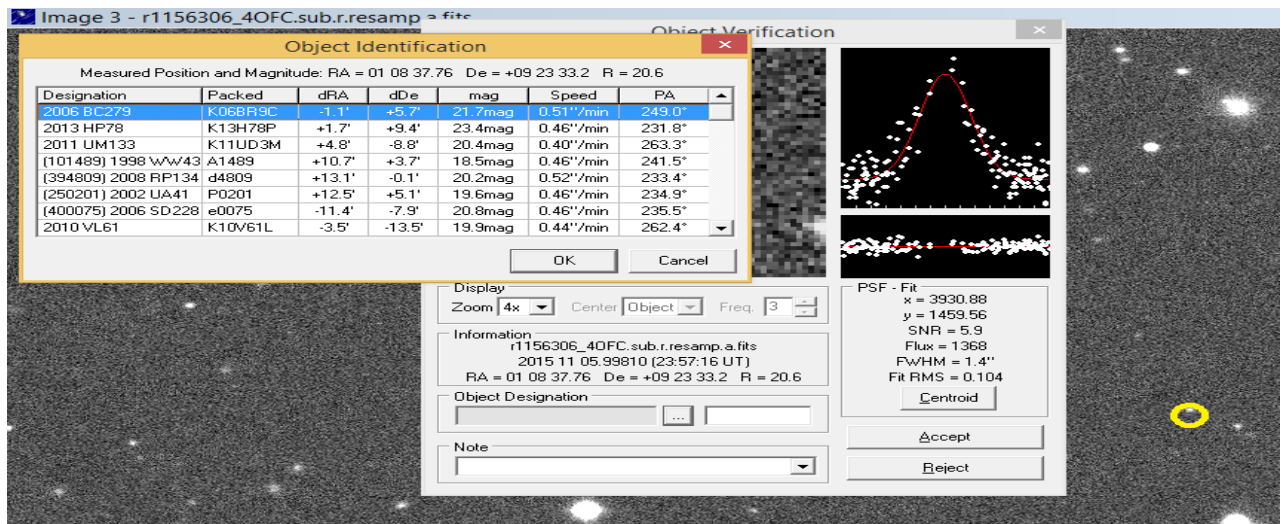 Image 3 - r1156306_4OFC.sub.r.resamp.a.fits
Object Verification
Object Identification
Measured Position and Magnitude: RA = 01 08 37.76 De = +09 23 33.2 R = 20.6
Designation Packed dRA dDe mag Speed PA
2006 BC279 K06BR9C -1.1' +5.7' 21.7mag 0.51''/min 249.0°
2013 HP78 K13H78P +1.7' +9.4' 23.4mag 0.46''/min 231.8°
2011 UM133 K11UD3M +4.8' -8.8' 20.4mag 0.40''/min 263.3°
(101489) 1998 WW43 A1489 +10.7' +3.7' 18.5mag 0.46''/min 241.5°
(394809) 2008 RP134 d4809 +13.1' -0.1' 20.2mag 0.52''/min 233.4°
(250201) 2002 UA41 P0201 +12.5' +5.1' 19.6mag 0.46''/min 234.9°
(400075) 2006 SD228 e0075 -11.4' -7.9' 20.8mag 0.46''/min 235.5°
2010 VL61 K10V61L -3.5' -13.5' 19.9mag 0.44''/min 262.4°
OK Cancel
Display
Zoom 4x Center Object Freq. 3
Information
r1156306_4OFC.sub.r.resamp.a.fits
2015 11 05.99810 (23:57:16 UT)
RA = 01 08 37.76 De = +09 23 33.2 R = 20.6
Object Designation
...
Note
PSF - Fit
x = 3930.88
y = 1459.56
SNR = 5.9
Flux = 1368
FWHM = 1.4''
Fit RMS = 0.104
Centroid
Accept
Reject